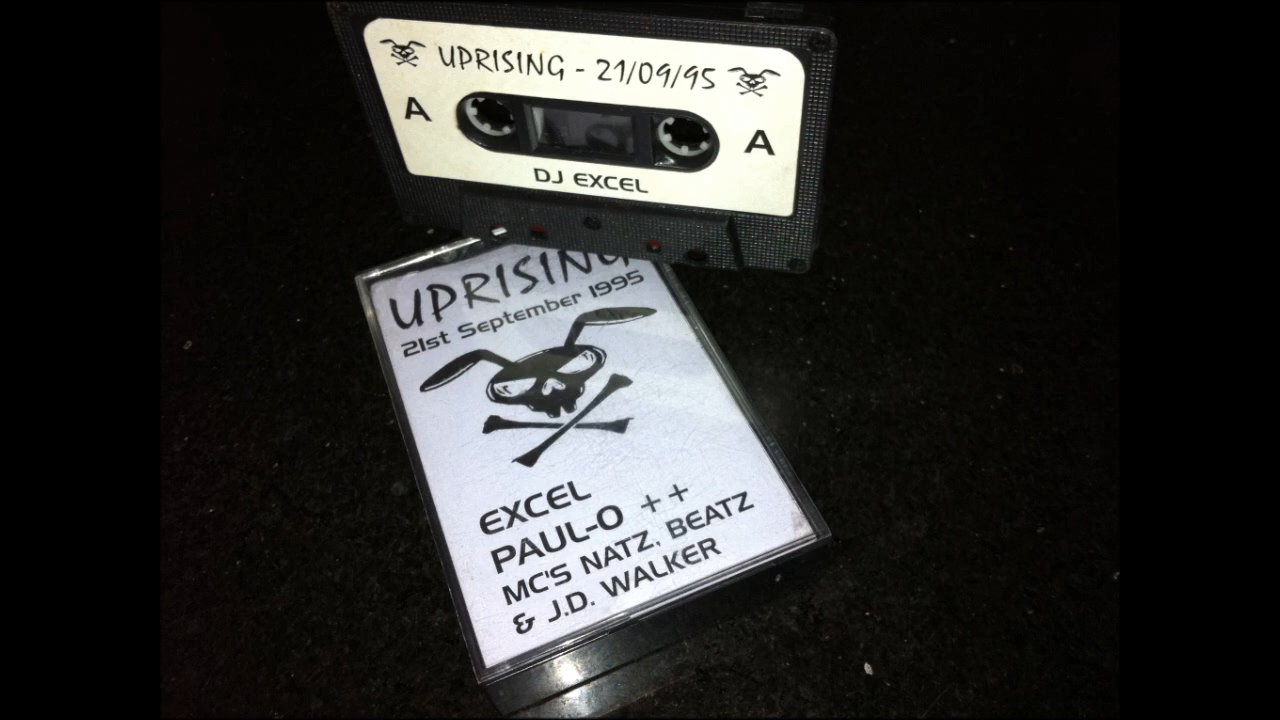 UPRISING - 21/09/95
A
A
DJ EXCEL
UPRISING
21st September 1995
EXCEL
PAUL-O ++
MC'S NATZ, BEATZ
& J.D. WALKER